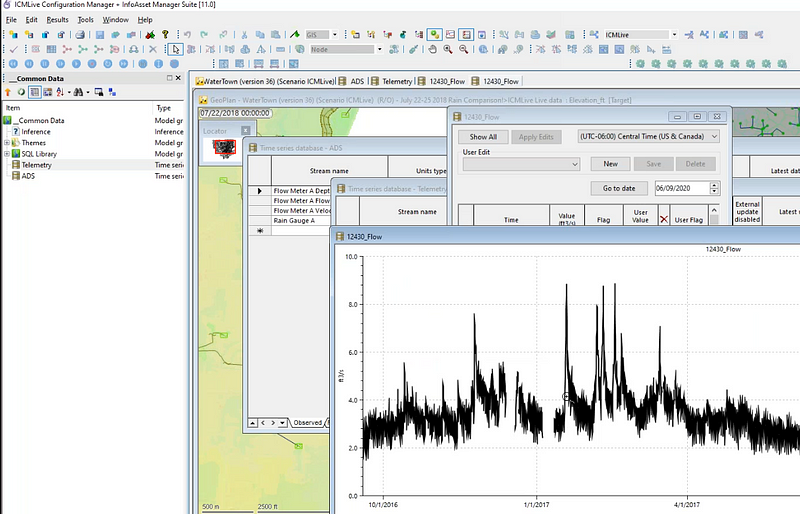 ICMLive Configuration Manager + InfoAsset Manager Suite [11.0]
File Edit Results Tools Window Help
GIS
ICMLive
Node
__Common Data
WaterTown (version 36) (Scenario ICMLive) ADS Telemetry 12430_Flow 12430_Flow
GeoPlan - WaterTown (version 36) (Scenario ICMLive) (R/O) - July 22-25 2018 Rain Comparison>ICMLive Live data : Elevation_ft [Target]
07/22/2018 00:00:00
Item Type
__Common Data Model gr
Inference Inference
Themes Model gr
SQL Library Model gr
Telemetry Time seri
ADS Time seri
Locator
Time series database - ADS
Stream name Units type
Flow Meter A Dept
Flow Meter A Flow
Flow Meter A Veloc
Rain Gauge A
Observed
Time series database - Telemetry
Stream name
External update disabled
Latest dat
Latest
12430_Flow
Show All Apply Edits (UTC-06:00) Central Time (US & Canada)
User Edit
New Save Delete
Go to date 06/09/2020
Time Value (ft3/s) Flag User Value User Flag
12430_Flow
12430_Flow
10.0
8.0
6.0
4.0
2.0
0.0
ft3/s
10/1/2016 1/1/2017 4/1/2017
500 m 2500 ft